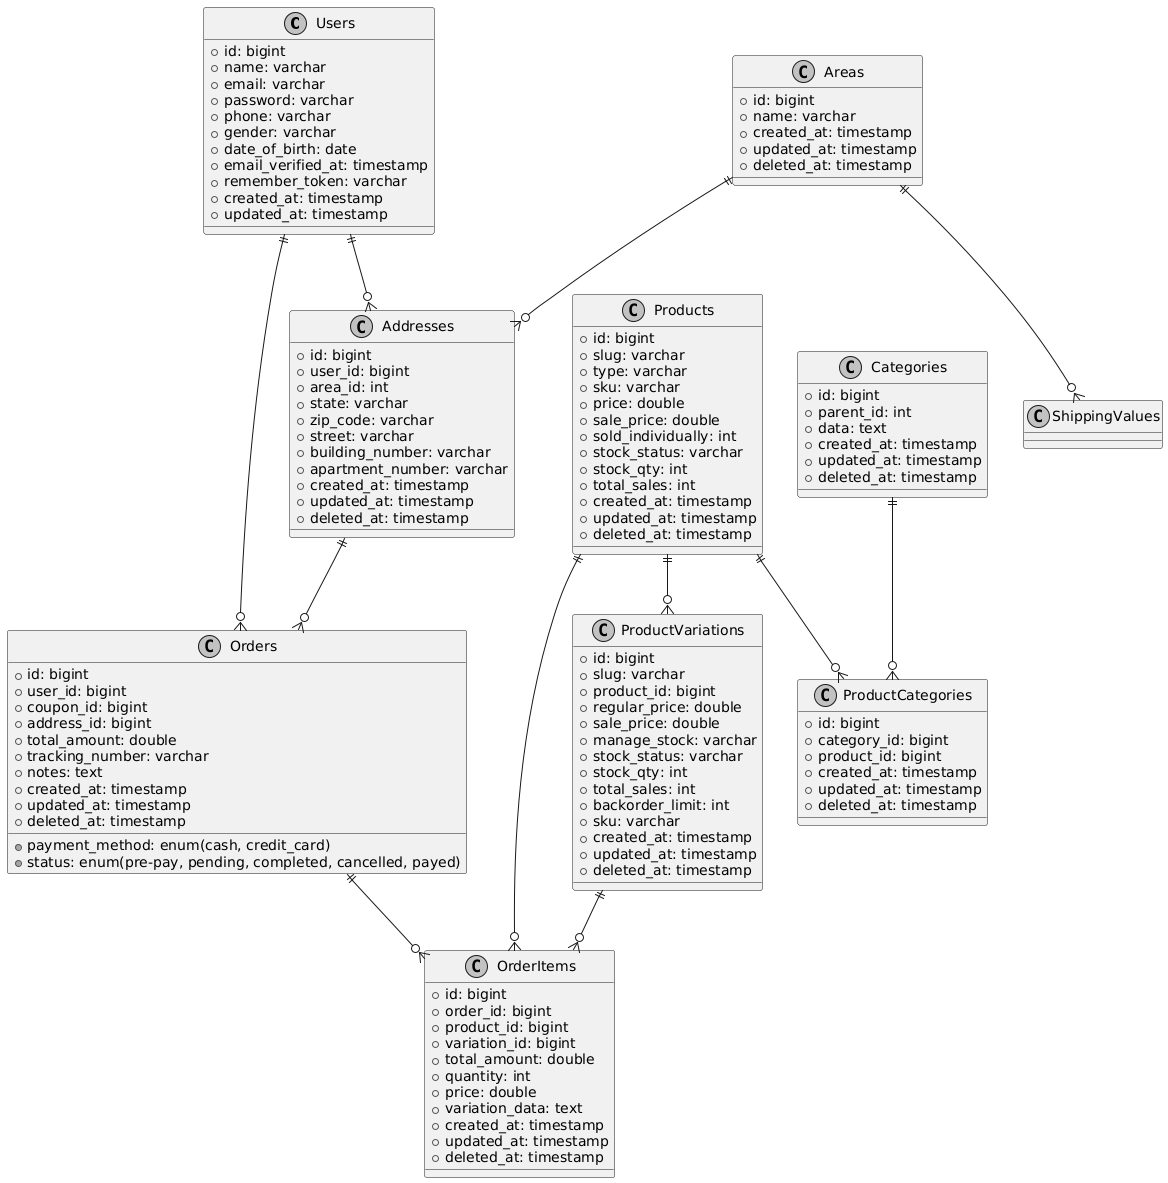 C Users
id: bigint
name: varchar
email: varchar
password: varchar
phone: varchar
gender: varchar
date_of_birth: date
email_verified_at: timestamp
remember_token: varchar
created_at: timestamp
updated_at: timestamp
C Areas
id: bigint
name: varchar
created_at: timestamp
updated_at: timestamp
deleted_at: timestamp
C Addresses
id: bigint
user_id: bigint
area_id: int
state: varchar
zip_code: varchar
street: varchar
building_number: varchar
apartment_number: varchar
created_at: timestamp
updated_at: timestamp
deleted_at: timestamp
C Products
id: bigint
slug: varchar
type: varchar
sku: varchar
price: double
sale_price: double
sold_individually: int
stock_status: varchar
stock_qty: int
total_sales: int
created_at: timestamp
updated_at: timestamp
deleted_at: timestamp
C Categories
id: bigint
parent_id: int
data: text
created_at: timestamp
updated_at: timestamp
deleted_at: timestamp
C ShippingValues
C Orders
id: bigint
user_id: bigint
coupon_id: bigint
address_id: bigint
total_amount: double
tracking_number: varchar
notes: text
created_at: timestamp
updated_at: timestamp
deleted_at: timestamp
payment_method: enum(cash, credit_card)
status: enum(pre-pay, pending, completed, cancelled, payed)
C ProductVariations
id: bigint
slug: varchar
product_id: bigint
regular_price: double
sale_price: double
manage_stock: varchar
stock_status: varchar
stock_qty: int
total_sales: int
backorder_limit: int
sku: varchar
created_at: timestamp
updated_at: timestamp
deleted_at: timestamp
C ProductCategories
id: bigint
category_id: bigint
product_id: bigint
created_at: timestamp
updated_at: timestamp
deleted_at: timestamp
C OrderItems
id: bigint
order_id: bigint
product_id: bigint
variation_id: bigint
total_amount: double
quantity: int
price: double
variation_data: text
created_at: timestamp
updated_at: timestamp
deleted_at: timestamp